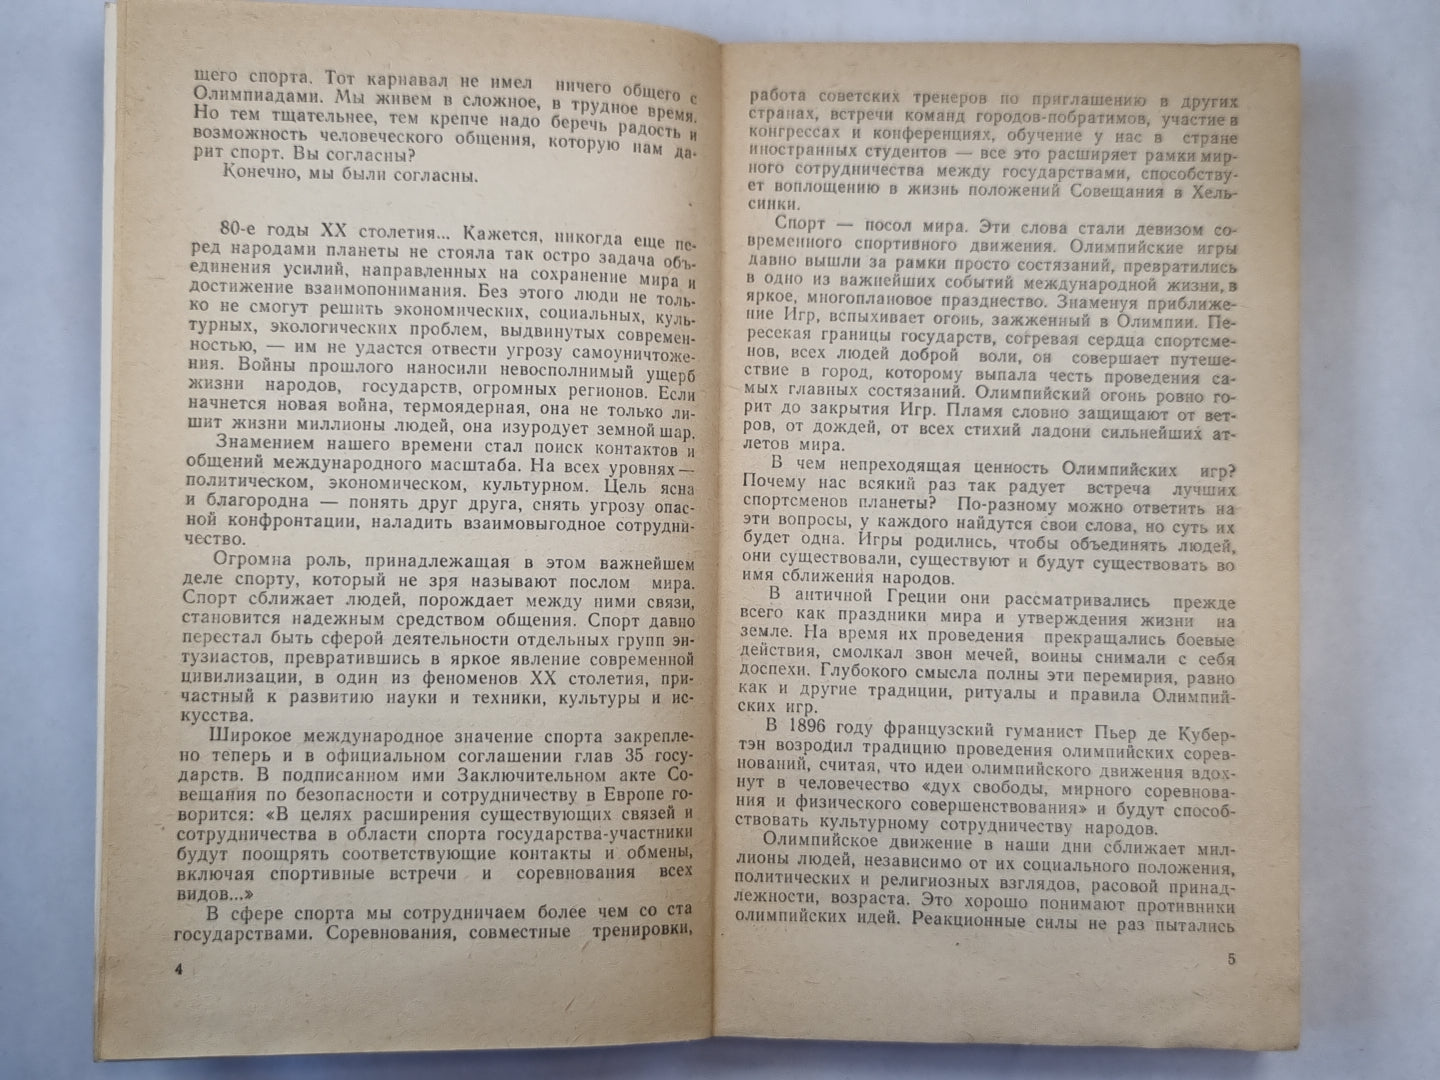 щего спорта. Тот карнавал не имел ничего общего с
Олимпиадами. Мы живем в сложное, в трудное время.
Но тем тщательнее, тем крепче надо беречь радость и
возможность человеческого общения, которую нам да-
рит спорт. Вы согласны?
Конечно, мы были согласны.
80-е годы XX столетия... Кажется, никогда еще пе-
ред народами планеты не стояла так остро задача объ-
единения усилий, направленных на сохранение мира и
достижение взаимопонимания. Без этого люди не толь-
ко не смогут решить экономических, социальных, куль-
турных, экологических проблем, выдвинутых современ-
ностью, — им не удастся отвести угрозу самоуничтоже-
ния. Войны прошлого наносили невосполнимый ущерб
жизни народов, государств, огромных регионов. Если
начнется новая война, термоядерная, она не только ли-
шит жизни миллионы людей, она изуродует земной шар.
Знамением нашего времени стал поиск контактов и
общений международного масштаба. На всех уровнях —
политическом, экономическом, культурном. Цель ясна
и благородна — понять друг друга, снять угрозу опас-
ной конфронтации, наладить взаимовыгодное сотрудни-
чество.
Огромна роль, принадлежащая в этом важнейшем
деле спорту, который не зря называют послом мира.
Спорт сближает людей, порождает между ними связи,
становится надежным средством общения. Спорт давно
перестал быть сферой деятельности отдельных групп эн-
тузиастов, превратившись в яркое явление современной
цивилизации, в один из феноменов XX столетия, при-
частный к развитию науки и техники, культуры и ис-
кусства.
Широкое международное значение спорта закрепле-
но теперь и в официальном соглашении глав 35 госу-
дарств. В подписанном ими Заключительном акте Со-
вещания по безопасности и сотрудничеству в Европе го-
ворится: «В целях расширения существующих связей и
сотрудничества в области спорта государства-участники
будут поощрять соответствующие контакты и обмены,
включая спортивные встречи и соревнования всех
видов...»
В сфере спорта мы сотрудничаем более чем со ста
государствами. Соревнования, совместные тренировки,
4
работа советских тренеров по приглашению в других
странах, встречи команд городов-побратимов, участие в
конгрессах и конференциях, обучение у нас в стране
иностранных студентов — все это расширяет рамки мир-
ного сотрудничества между государствами, способству-
ет воплощению в жизнь положений Совещания в Хель-
синки.
Спорт — посол мира. Эти слова стали девизом со-
временного спортивного движения. Олимпийские игры
давно вышли за рамки просто состязаний, превратились
в одно из важнейших событий международной жизни, в
яркое, многоплановое празднество. Знаменуя приближе-
ние Игр, вспыхивает огонь, зажженный в Олимпии. Пе-
ресекая границы государств, согревая сердца спортсме-
нов, всех людей доброй воли, он совершает путеше-
ствие в город, которому выпала честь проведения са-
мых главных состязаний. Олимпийский огонь ровно го-
рит до закрытия Игр. Пламя словно защищают от вет-
ров, от дождей, от всех стихий ладони сильнейших ат-
летов мира.
В чем непреходящая ценность Олимпийских игр?
Почему нас всякий раз так радует встреча лучших
спортсменов планеты? По-разному можно ответить на
эти вопросы, у каждого найдутся свои слова, но суть их
будет одна. Игры родились, чтобы объединять людей,
они существовали, существуют и будут существовать во
имя сближения народов.
В античной Греции они рассматривались прежде
всего как праздники мира и утверждения жизни на
земле. На время их проведения прекращались боевые
действия, смолкал звон мечей, воины снимали с себя
доспехи. Глубокого смысла полны эти перемирия, равно
как и другие традиции, ритуалы и правила Олимпий-
ских игр.
В 1896 году французский гуманист Пьер де Кубер-
тэн возродил традицию проведения олимпийских сорев-
нований, считая, что идеи олимпийского движения вдох-
нут в человечество «дух свободы, мирного соревнова-
ния и физического совершенствования» и будут способ-
ствовать культурному сотрудничеству народов.
Олимпийское движение в наши дни сближает мил-
лионы людей, независимо от их социального положения,
политических и религиозных взглядов, расовой принад-
лежности, возраста. Это хорошо понимают противники
олимпийских идей. Реакционные силы не раз пытались
5